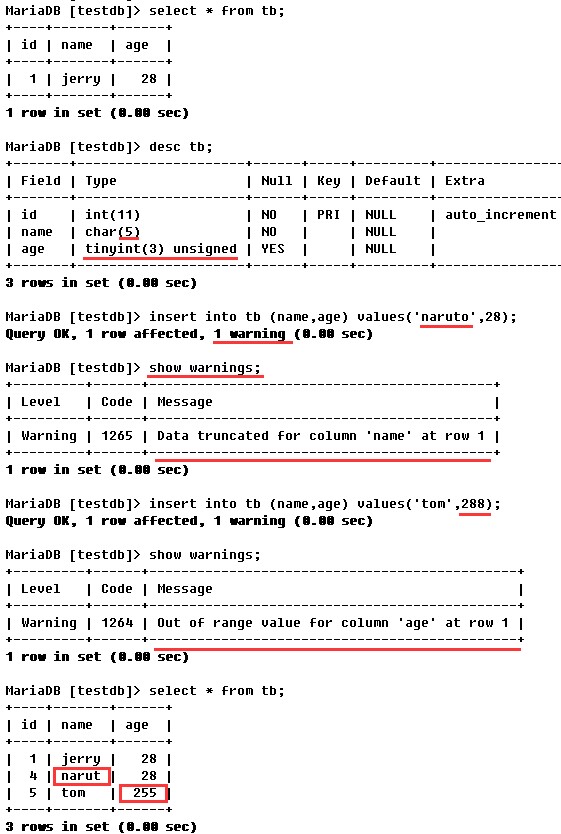 MariaDB [testdb]> select * from tb;
+----+-------+------+
| id | name  | age  |
+----+-------+------+
|  1 | jerry |   28 |
+----+-------+------+
1 row in set (0.00 sec)
MariaDB [testdb]> desc tb;
+-------+---------------------+------+-----+---------+----------------
| Field | Type                | Null | Key | Default | Extra
+-------+---------------------+------+-----+---------+----------------
| id    | int(11)             | NO   | PRI | NULL    | auto_increment
| name  | char(5)             | NO   |     | NULL    |
| age   | tinyint(3) unsigned | YES  |     | NULL    |
+-------+---------------------+------+-----+---------+----------------
3 rows in set (0.00 sec)
MariaDB [testdb]> insert into tb (name,age) values('naruto',28);
Query OK, 1 row affected, 1 warning (0.00 sec)
MariaDB [testdb]> show warnings;
+---------+------+-------------------------------------------+
| Level   | Code | Message                                   |
+---------+------+-------------------------------------------+
| Warning | 1265 | Data truncated for column 'name' at row 1 |
+---------+------+-------------------------------------------+
1 row in set (0.00 sec)
MariaDB [testdb]> insert into tb (name,age) values('tom',288);
Query OK, 1 row affected, 1 warning (0.00 sec)
MariaDB [testdb]> show warnings;
+---------+------+----------------------------------------------+
| Level   | Code | Message                                      |
+---------+------+----------------------------------------------+
| Warning | 1264 | Out of range value for column 'age' at row 1 |
+---------+------+----------------------------------------------+
1 row in set (0.00 sec)
MariaDB [testdb]> select * from tb;
+----+-------+------+
| id | name  | age  |
+----+-------+------+
|  1 | jerry |   28 |
|  4 | narut |   28 |
|  5 | tom   |  255 |
+----+-------+------+
3 rows in set (0.00 sec)